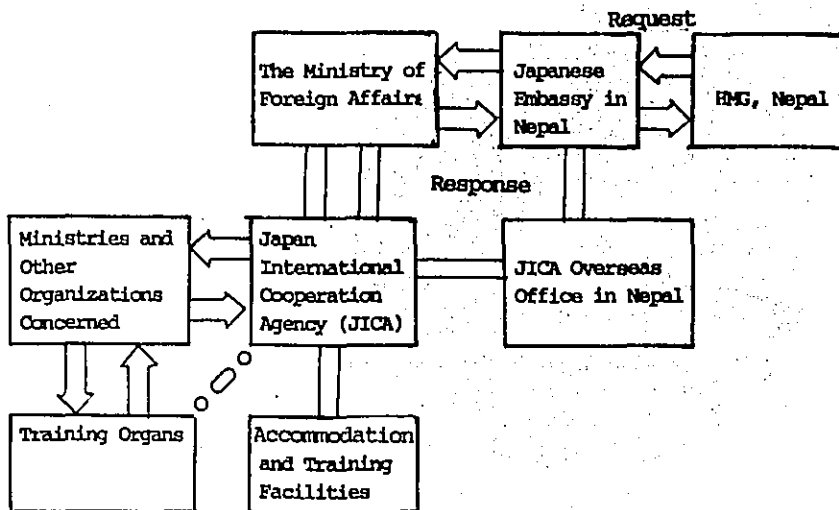 Request
The Ministry of
Foreign Affairs
Japanese
Embassy in
Nepal
HMG, Nepal
Response
Ministries and
Other
Organizations
Concerned
Japan
International
Cooperation
Agency (JICA)
JICA Overseas
Office in Nepal
Training Organs
Accommodation
and Training
Facilities